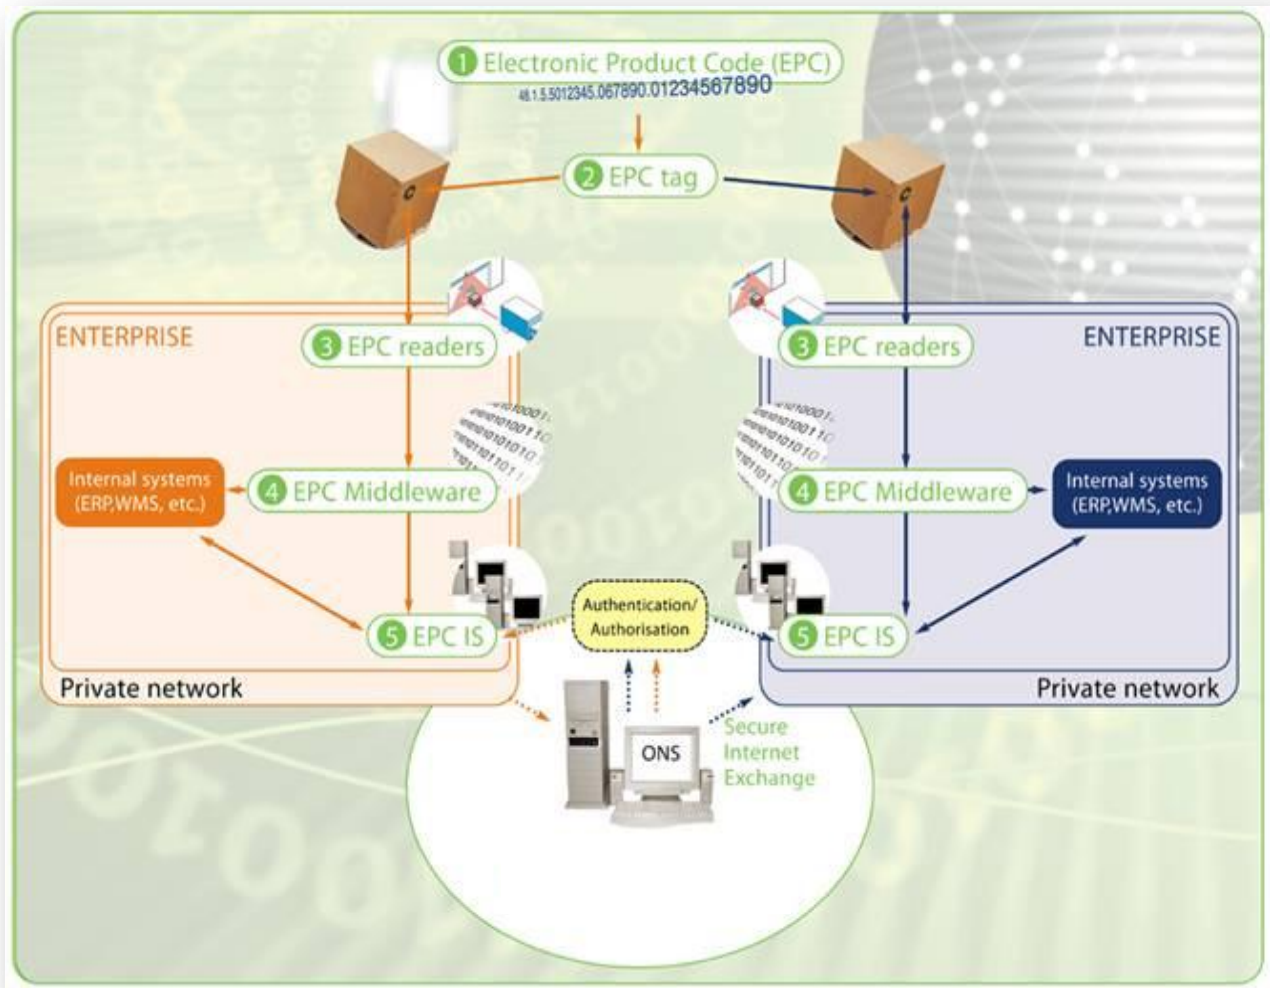 1 Electronic Product Code (EPC)
48.1.5.5012345.067890.01234567890
2 EPC tag
ENTERPRISE
3 EPC readers
Internal systems
(ERP,WMS, etc.)
4 EPC Middleware
5 EPC IS
Private network
ENTERPRISE
3 EPC readers
4 EPC Middleware
Internal systems
(ERP,WMS, etc.)
5 EPC IS
Private network
Authentication/
Authorisation
ONS
Secure
Internet
Exchange